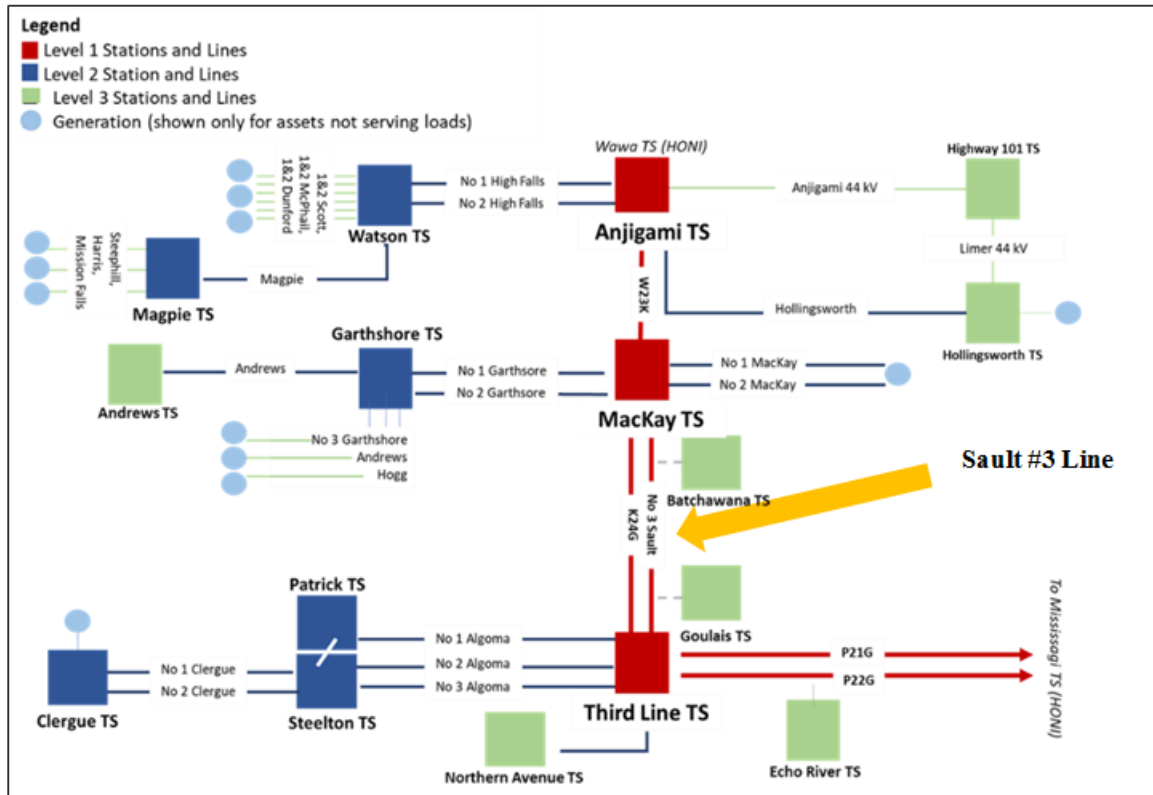 Legend
Level 1 Stations and Lines
Level 2 Station and Lines
Level 3 Stations and Lines
Generation (shown only for assets not serving loads)
Wawa TS (HONI)
Highway 101 TS
1&2 Scott,
1&2 McPhail,
1&2 Dunford
No 1 High Falls
No 2 High Falls
Anjigami 44 kV
Watson TS
Anjigami TS
Steephill,
Harris,
Mission Falls
Magpie
W23K
Limer 44 kV
Magpie TS
Hollingsworth
Hollingsworth TS
Garthshore TS
Andrews
No 1 Garthsore
No 2 Garthsore
No 1 MacKay
No 2 MacKay
Andrews TS
MacKay TS
No 3 Garthshore
Andrews
Hogg
K24G
No 3 Sault
Batchawana TS
Sault #3 Line
Patrick TS
Goulais TS
No 1 Algoma
No 2 Algoma
No 3 Algoma
No 1 Clergue
No 2 Clergue
P21G
P22G
To Mississagi TS (HONI)
Clergue TS
Steelton TS
Third Line TS
Northern Avenue TS
Echo River TS